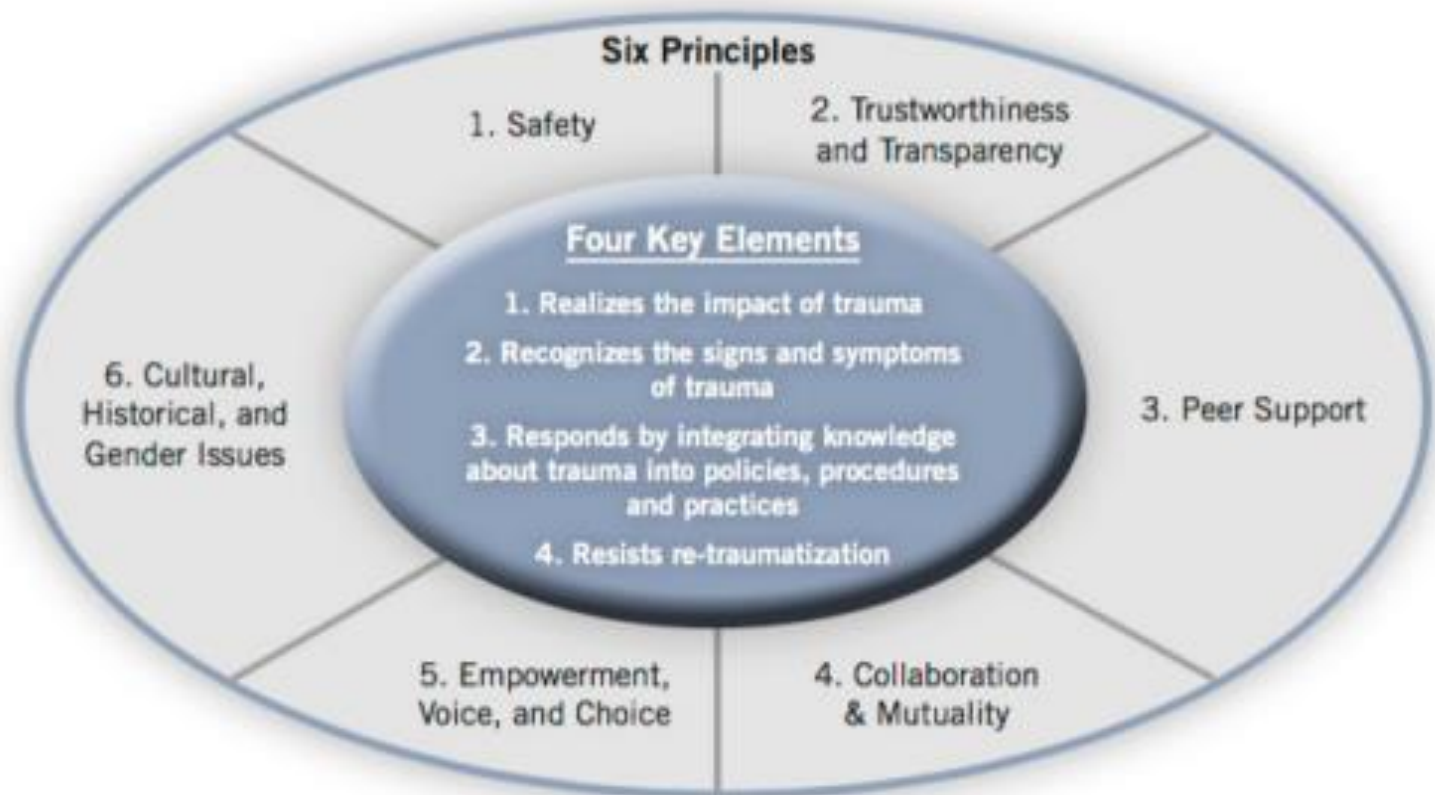 Six Principles
1. Safety
2. Trustworthiness
and Transparency
Four Key Elements
1. Realizes the impact of trauma
2. Recognizes the signs and symptoms
of trauma
3. Responds by integrating knowledge
about trauma into policies, procedures
and practices
4. Resists re-traumatization
3. Peer Support
4. Collaboration
& Mutuality
5. Empowerment,
Voice, and Choice
6. Cultural,
Historical, and
Gender Issues